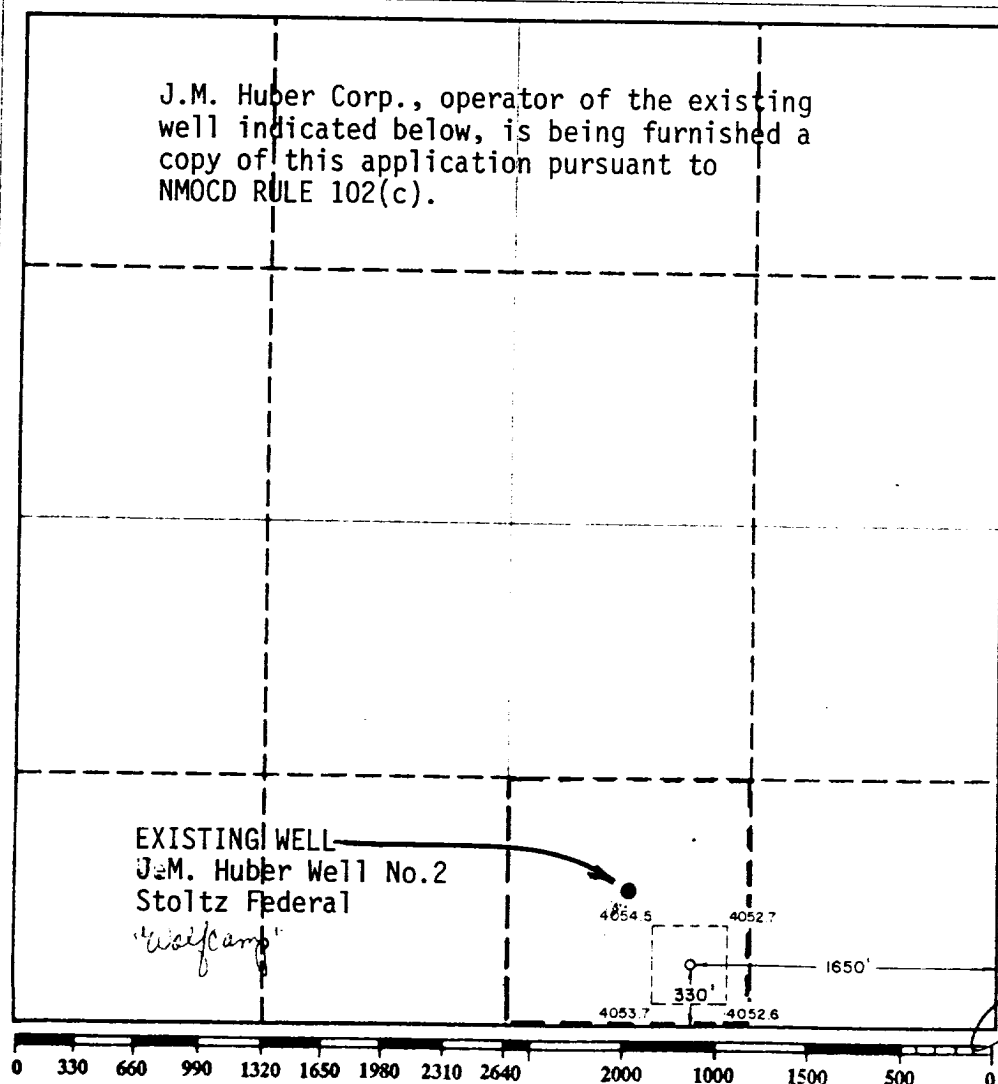 J.M. Huber Corp., operator of the existing
well indicated below, is being furnished a
copy of this application pursuant to
NMOCD RULE 102(c).
EXISTING WELL
J.M. Huber Well No.2
Stoltz Federal
"Wolfcamp"
4054.5 4052.7
1650'
330'
4053.7 4052.6
0 330 660 990 1320 1650 1980 2310 2640 2000 1000 1500 500 0